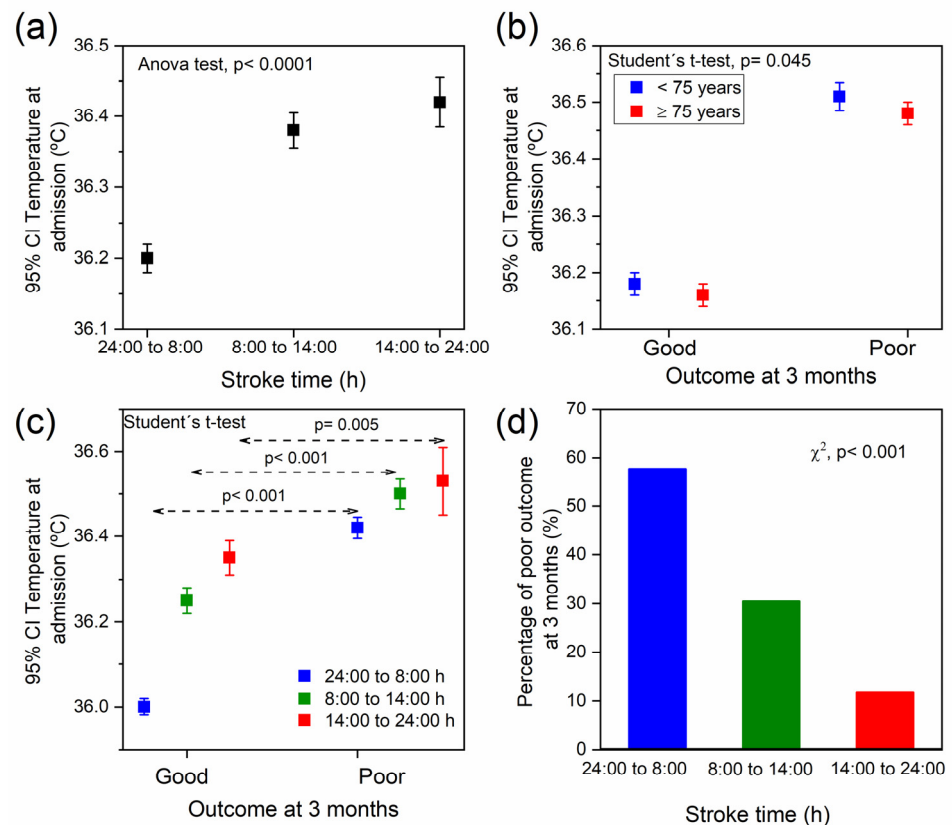 (a)
36.5
36.4
36.3
36.2
36.1
95% CI Temperature at
admission (ºC)
Anova test, p< 0.0001
24:00 to 8:00
8:00 to 14:00
14:00 to 24:00
Stroke time (h)
(b)
36.6
36.5
36.4
36.3
36.2
36.1
95% CI Temperature at
admission (ºC)
Student´s t-test, p= 0.045
< 75 years
≥ 75 years
Good
Poor
Outcome at 3 months
(c)
36.6
36.4
36.2
36.0
95% CI Temperature at
admission (ºC)
Student´s t-test
p= 0.005
p< 0.001
p< 0.001
24:00 to 8:00 h
8:00 to 14:00 h
14:00 to 24:00 h
Good
Poor
Outcome at 3 months
(d)
70
60
50
40
30
20
10
0
Percentage of poor outcome
at 3 months (%)
χ², p< 0.001
24:00 to 8:00
8:00 to 14:00
14:00 to 24:00
Stroke time (h)